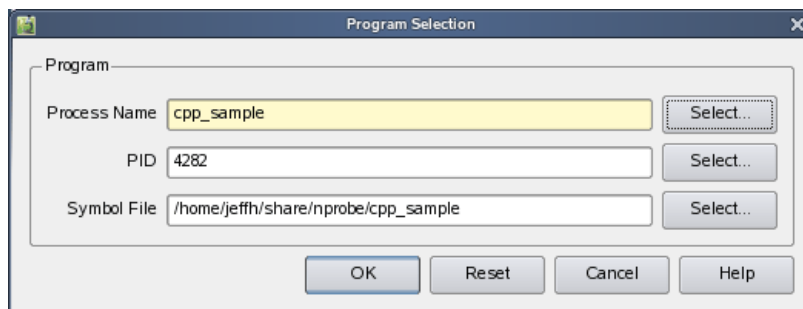 Program Selection
Program
Process Name cpp_sample Select...
PID 4282 Select...
Symbol File /home/jeffh/share/nprobe/cpp_sample Select...
OK Reset Cancel Help